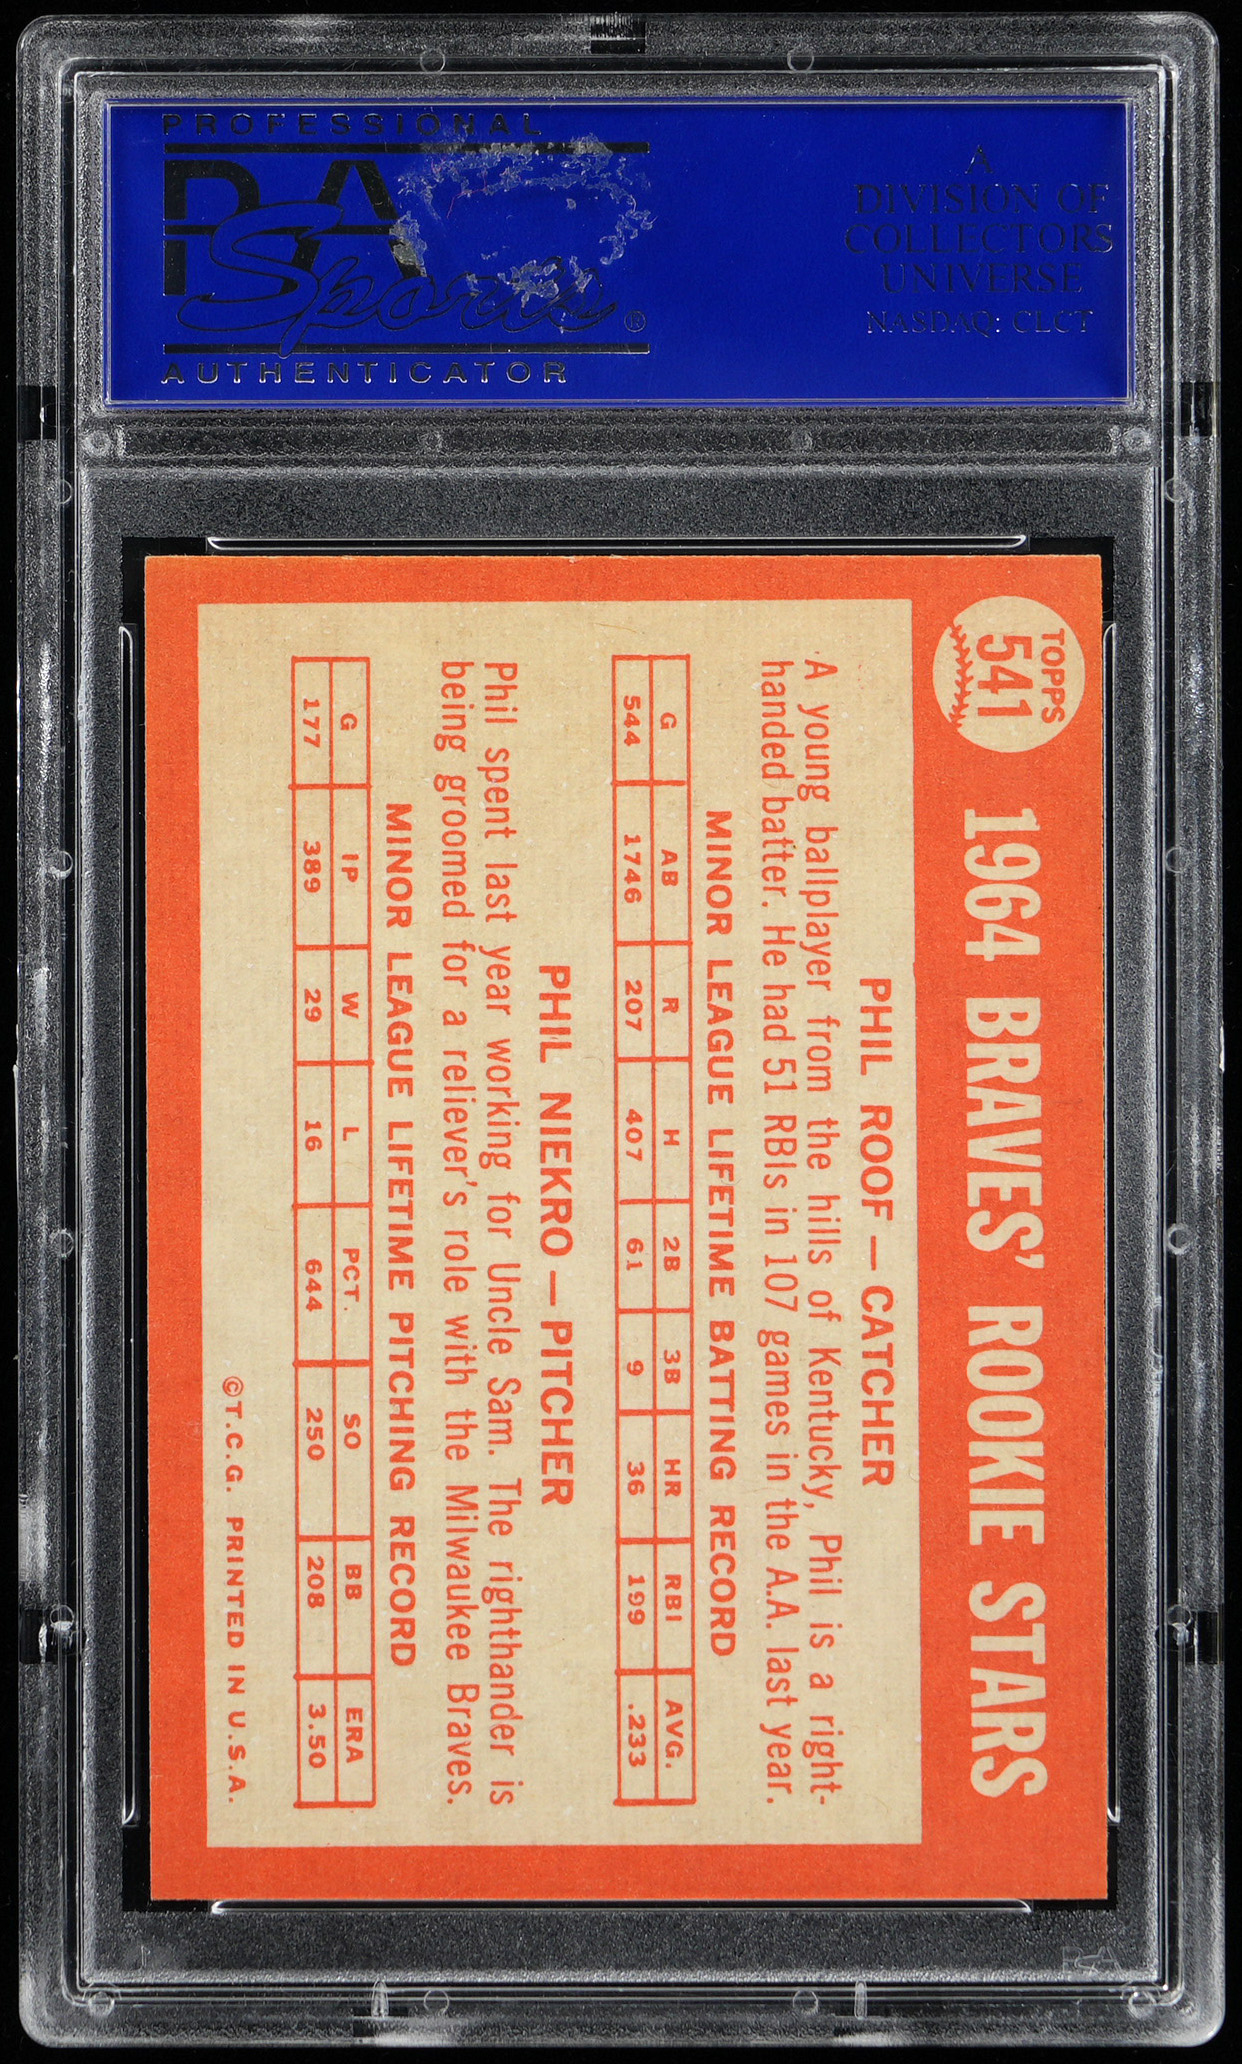 PROFESSIONAL
PSA
Sports ®
AUTHENTICATOR
A
DIVISION OF
COLLECTORS
UNIVERSE
NASDAQ: CLCT
TOPPS
541
1964 BRAVES' ROOKIE STARS
PHIL ROOF — CATCHER
A young ballplayer from the hills of Kentucky, Phil is a right-
handed batter. He had 51 RBIs in 107 games in the A.A. last year.
MINOR LEAGUE LIFETIME BATTING RECORD
G AB R H 2B 3B HR RBI AVG.
544 1746 207 407 61 9 36 199 .233
PHIL NIEKRO — PITCHER
Phil spent last year working for Uncle Sam. The righthander is
being groomed for a reliever's role with the Milwaukee Braves.
MINOR LEAGUE LIFETIME PITCHING RECORD
G IP W L PCT. SO BB ERA
177 389 29 16 644 250 208 3.50
©T.C.G. PRINTED IN U.S.A.
PSA